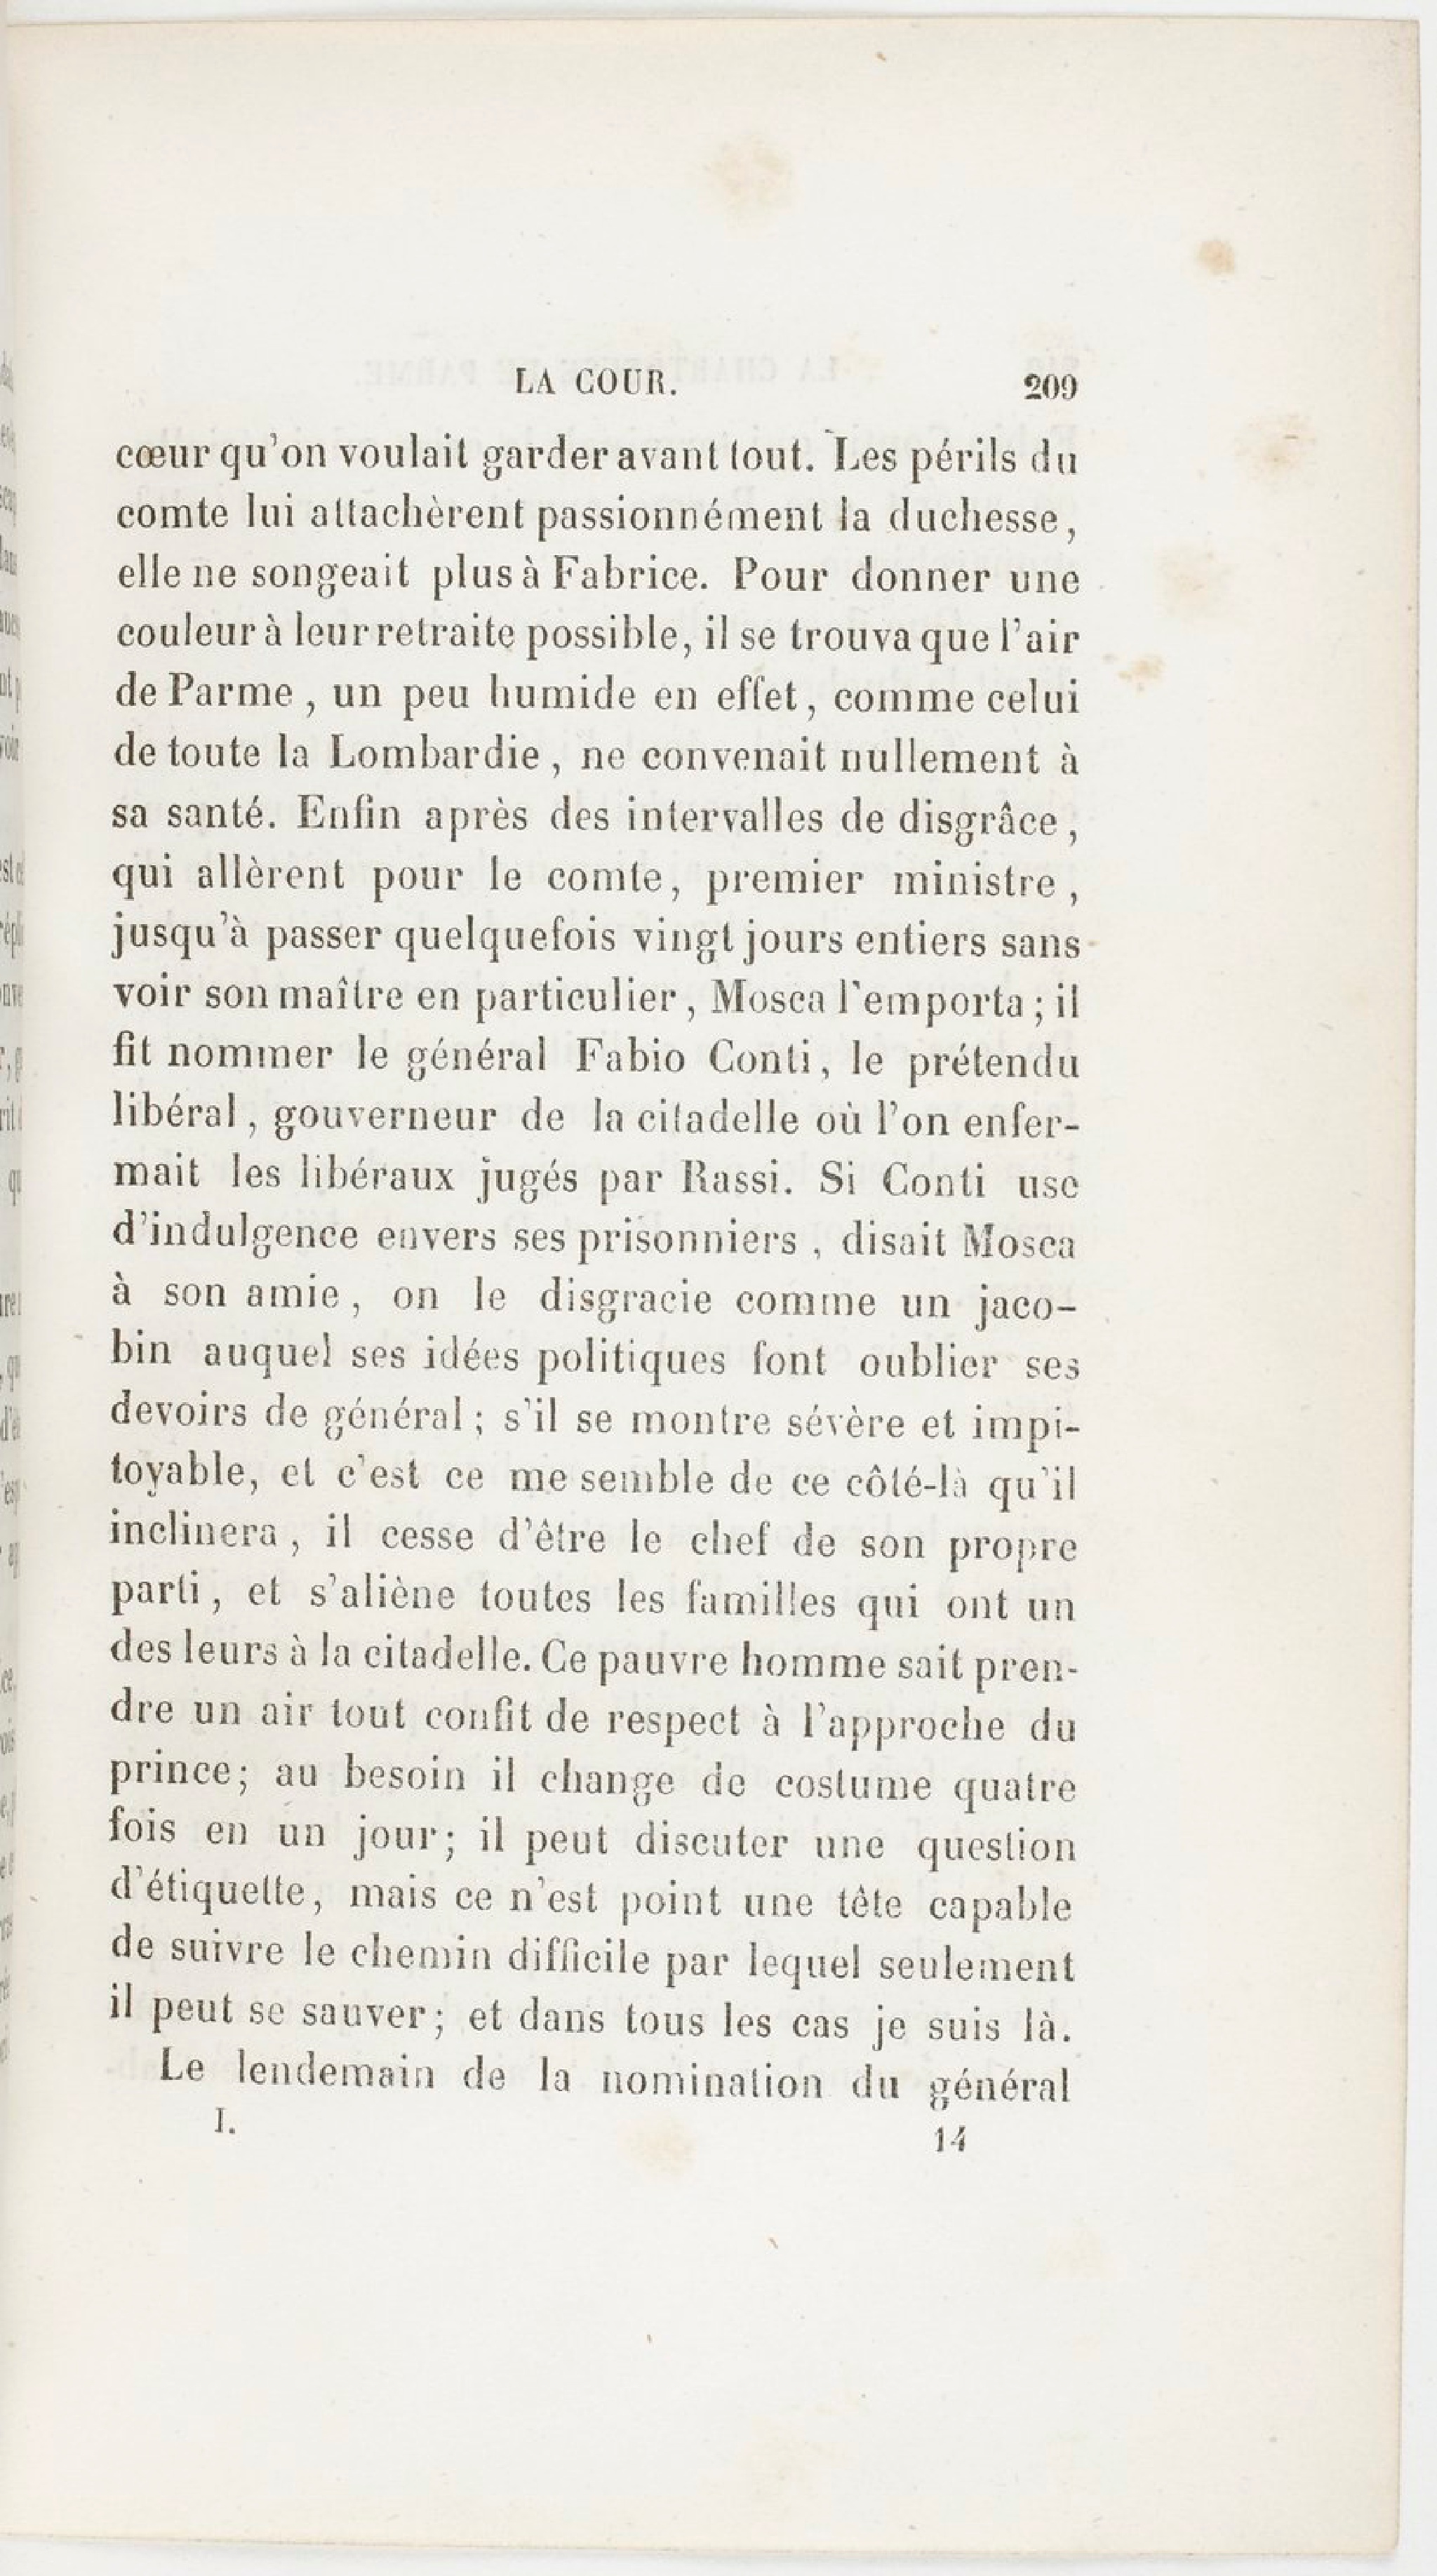 LA COUR. 209
cœur qu'on voulait garder avant tout. Les périls du
comte lui attachèrent passionnément la duchesse,
elle ne songeait plus à Fabrice. Pour donner une
couleur à leur retraite possible, il se trouva que l'air
de Parme, un peu humide en effet, comme celui
de toute la Lombardie, ne convenait nullement à
sa santé. Enfin après des intervalles de disgrâce,
qui allèrent pour le comte, premier ministre,
jusqu'à passer quelquefois vingt jours entiers sans
voir son maître en particulier, Mosca l'emporta; il
fit nommer le général Fabio Conti, le prétendu
libéral, gouverneur de la citadelle où l'on enfer-
mait les libéraux jugés par Rassi. Si Conti use
d'indulgence envers ses prisonniers, disait Mosca
à son amie, on le disgracie comme un jaco-
bin auquel ses idées politiques font oublier ses
devoirs de général; s'il se montre sévère et impi-
toyable, et c'est ce me semble de ce côté-là qu'il
inclinera, il cesse d'être le chef de son propre
parti, et s'aliène toutes les familles qui ont un
des leurs à la citadelle. Ce pauvre homme sait pren-
dre un air tout confit de respect à l'approche du
prince; au besoin il change de costume quatre
fois en un jour; il peut discuter une question
d'étiquette, mais ce n'est point une tête capable
de suivre le chemin difficile par lequel seulement
il peut se sauver; et dans tous les cas je suis là.
Le lendemain de la nomination du général
I. 14